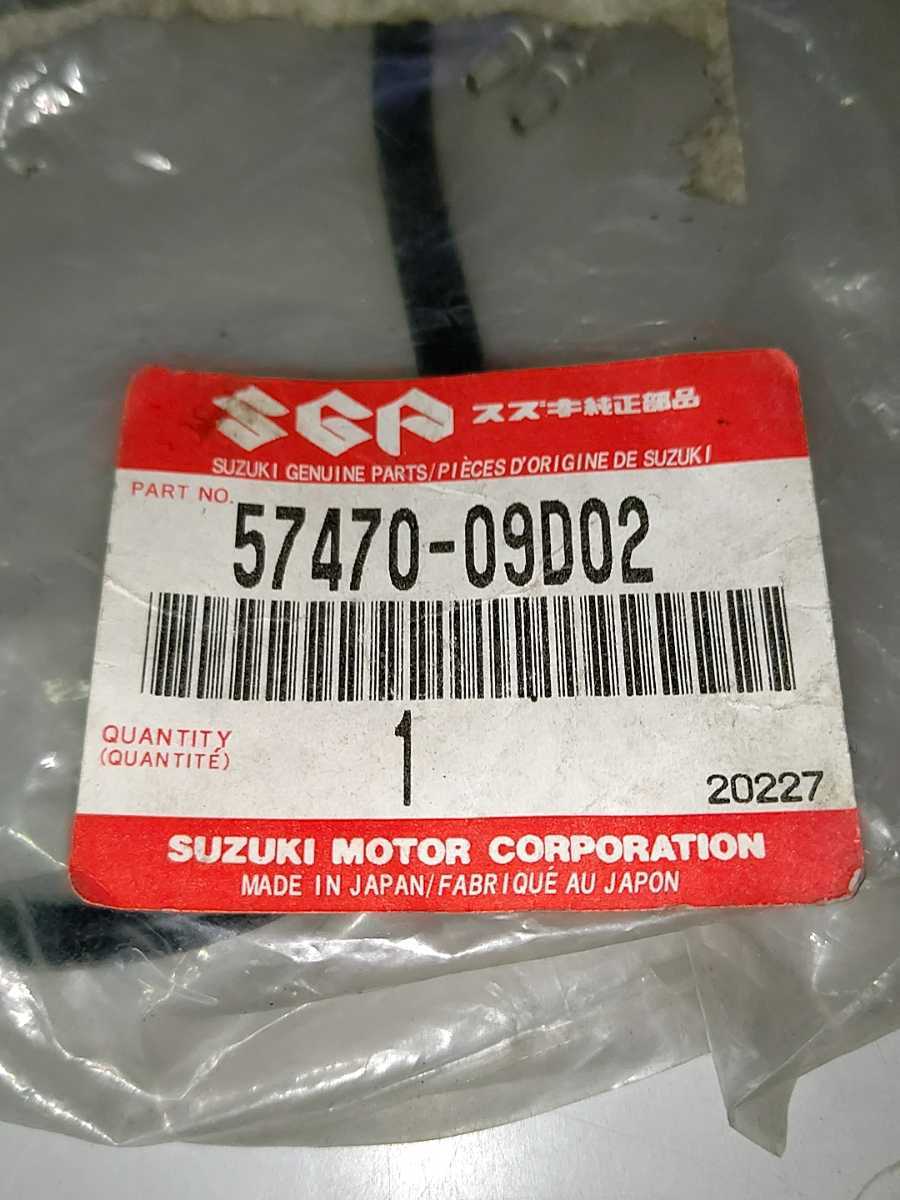 SGP スズキ純正部品
SUZUKI GENUINE PARTS/PIÈCES D'ORIGINE DE SUZUKI
PART NO. 57470-09D02
QUANTITY 1
(QUANTITÉ)
20227
SUZUKI MOTOR CORPORATION
MADE IN JAPAN/FABRIQUÉ AU JAPON